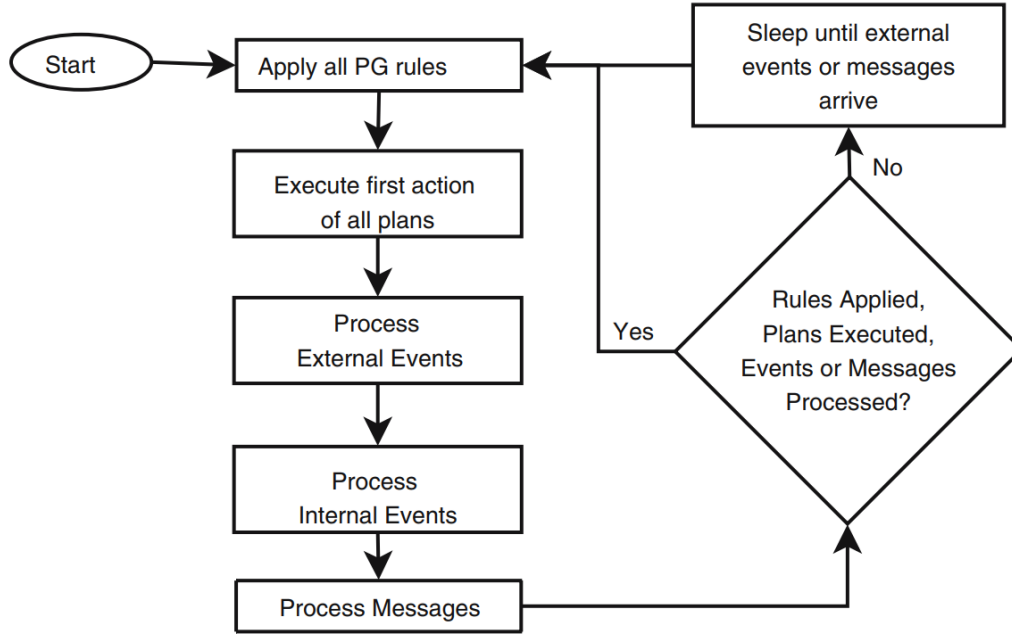 Start
Apply all PG rules
Execute first action
of all plans
Process
External Events
Process
Internal Events
Process Messages
Rules Applied,
Plans Executed,
Events or Messages
Processed?
Yes
No
Sleep until external
events or messages
arrive